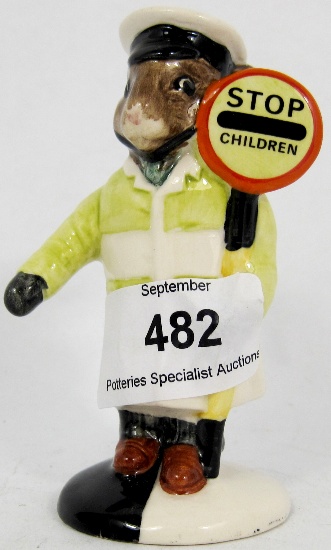 STOP
CHILDREN
September
482
Potteries Specialist Auctions